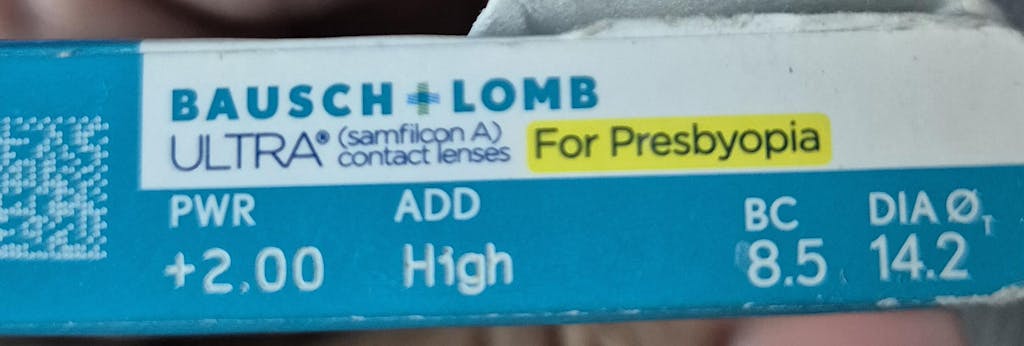 BAUSCH + LOMB
ULTRA® (samfilcon A) contact lenses For Presbyopia
PWR ADD BC DIA Ø T
+2.00 High 8.5 14.2